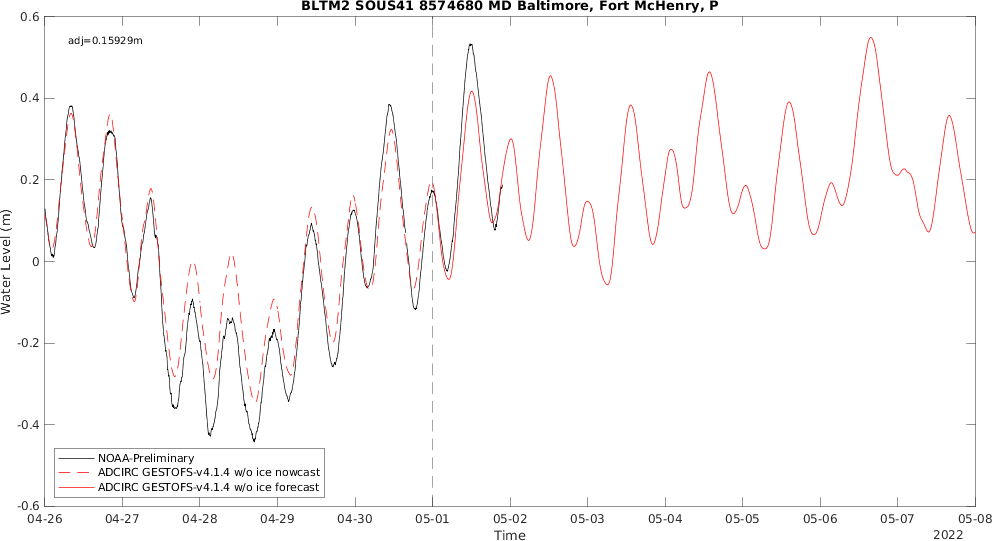 BLTM2 SOUS41 8574680 MD Baltimore, Fort McHenry, P
adj=0.15929m
0.6
0.4
0.2
0
-0.2
-0.4
-0.6
Water Level (m)
NOAA-Preliminary
ADCIRC GESTOFS-v4.1.4 w/o ice nowcast
ADCIRC GESTOFS-v4.1.4 w/o ice forecast
04-26 04-27 04-28 04-29 04-30 05-01 05-02 05-03 05-04 05-05 05-06 05-07 05-08
Time
2022